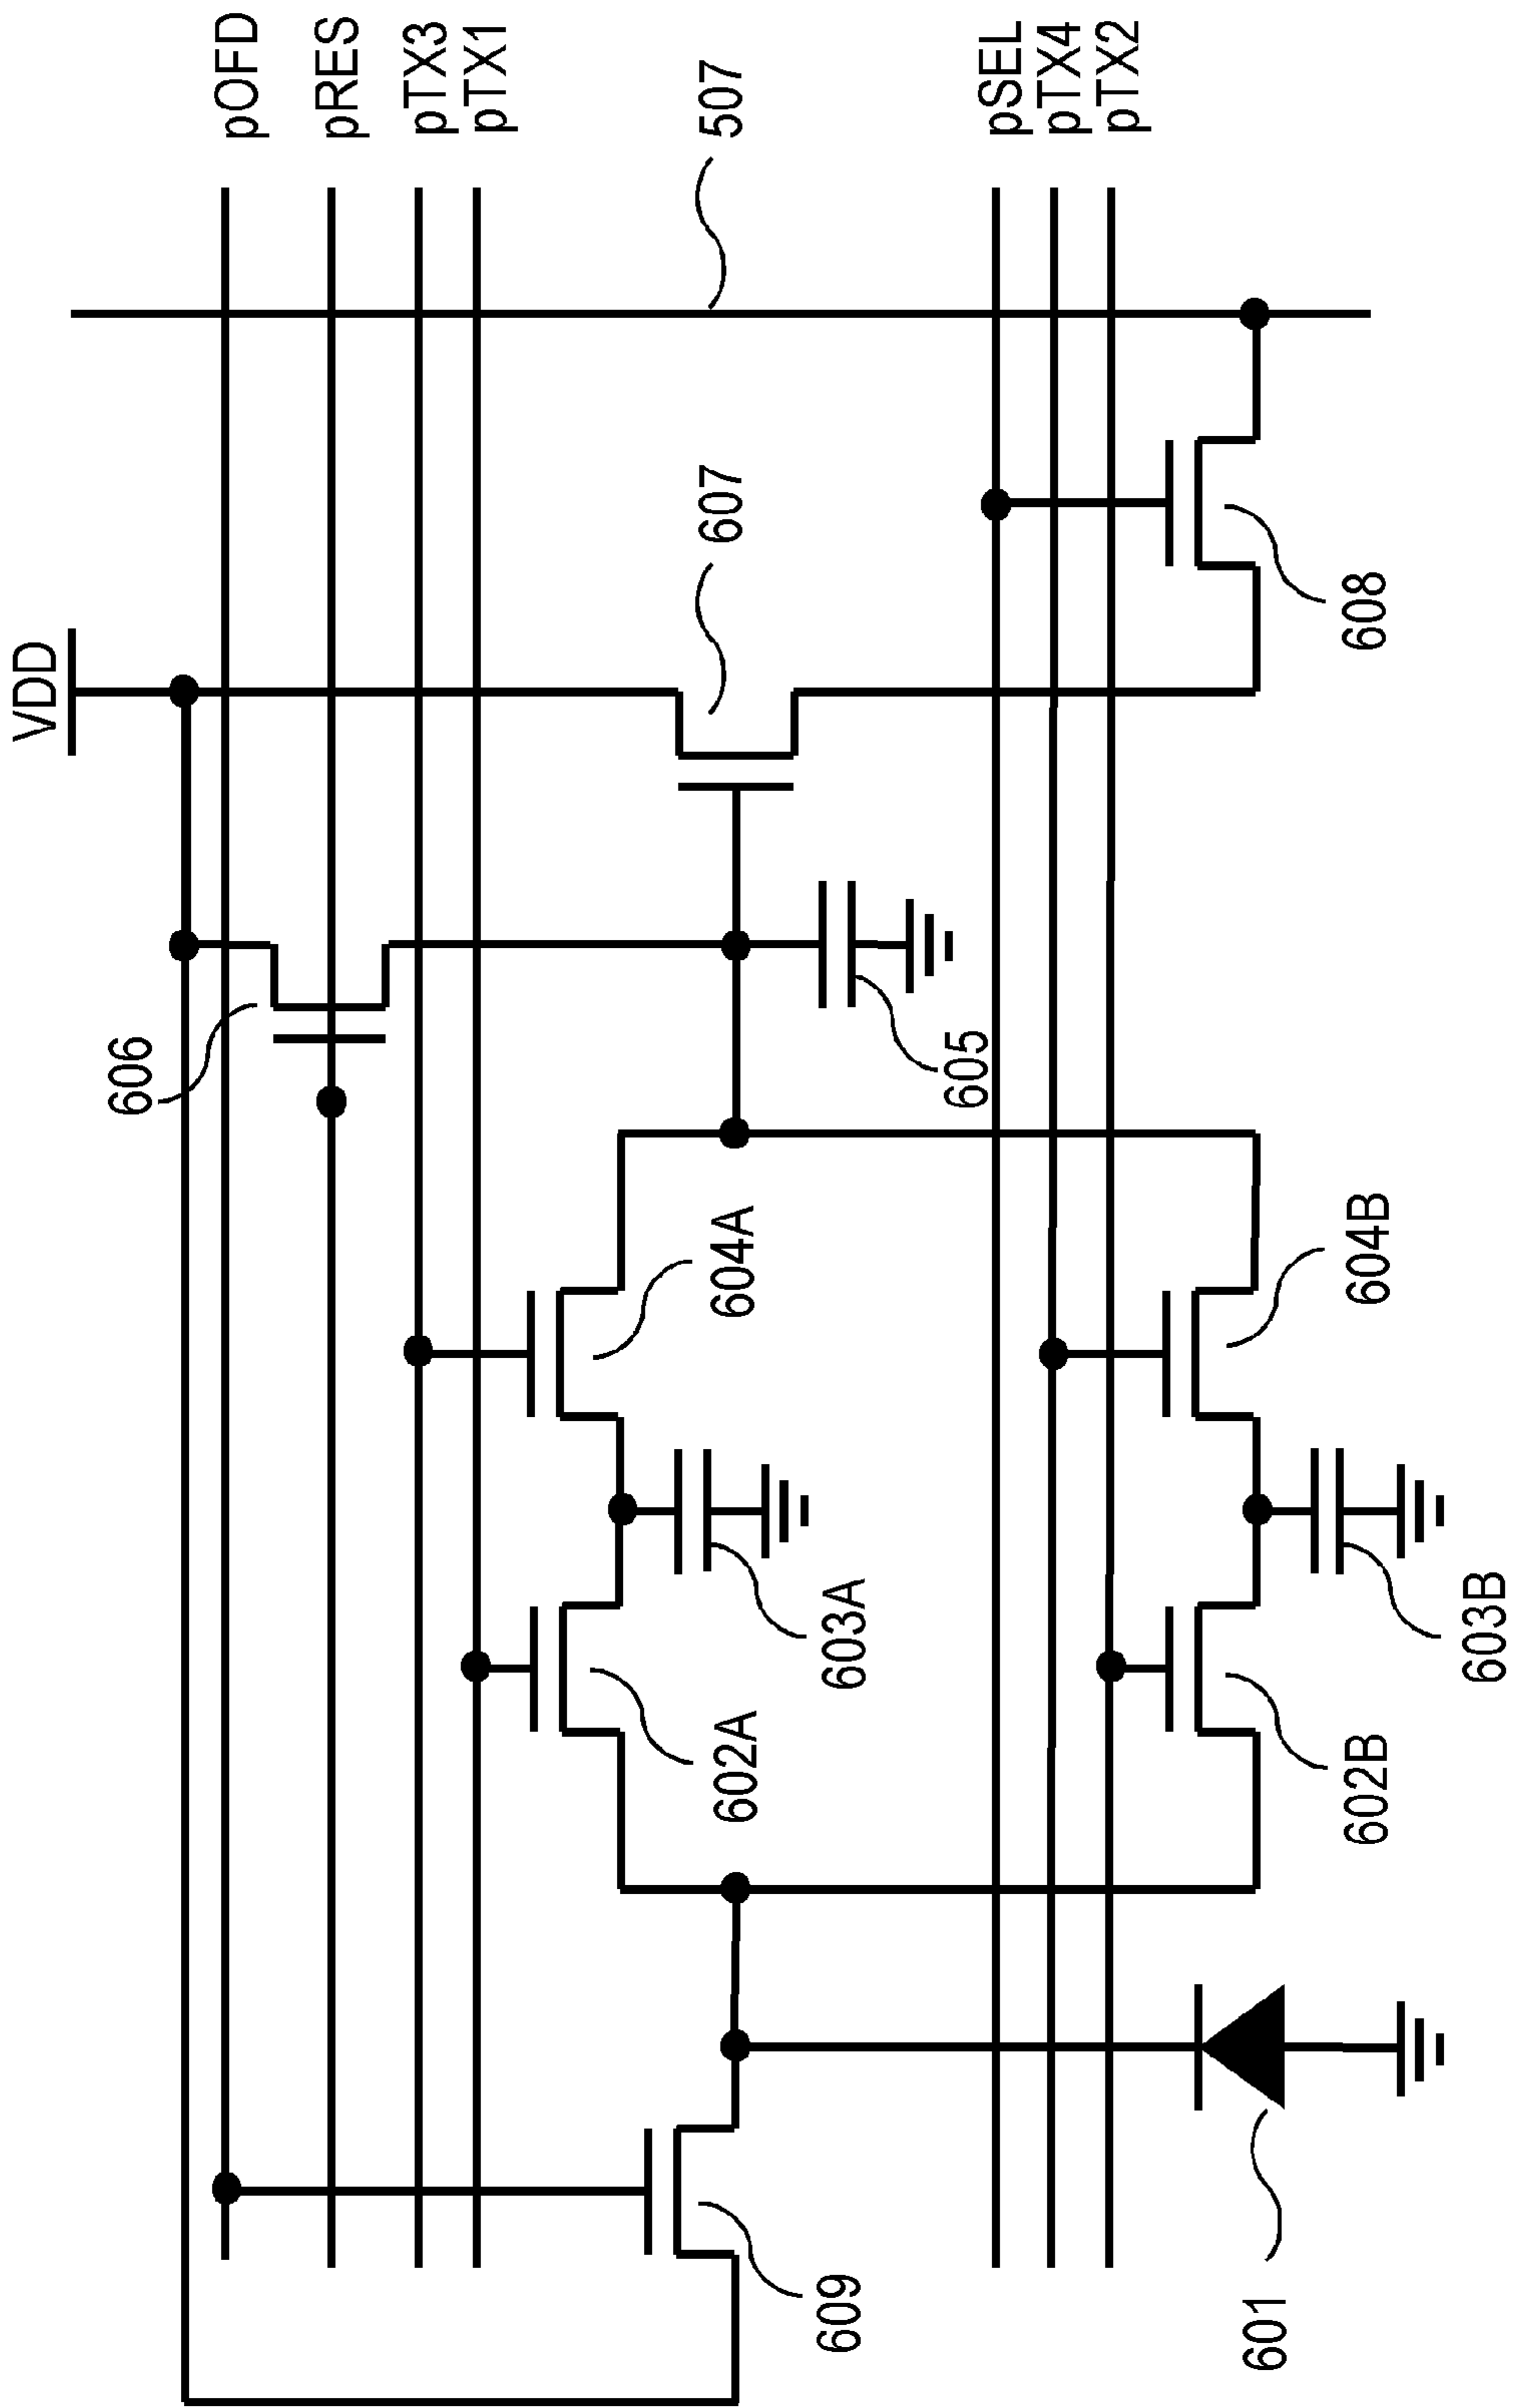 pOFD
pRES
pTX3
pTX1
507
pSEL
pTX4
pTX2
VDD
607
608
606
605
604A
604B
603A
603B
602A
602B
609
601